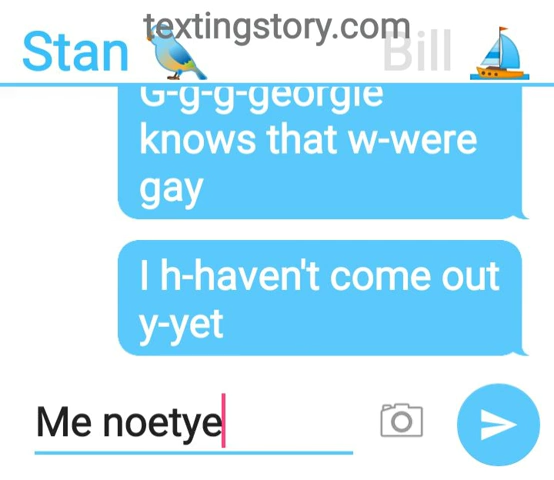 textingstory.com
Stan Bill
G-g-g-georgie
knows that w-were
gay
I h-haven't come out
y-yet
Me noetye